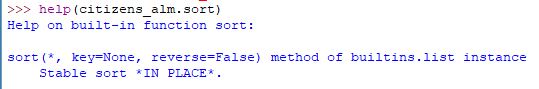 >>> help(citizens_alm.sort)
Help on built-in function sort:
sort(*, key=None, reverse=False) method of builtins.list instance
Stable sort *IN PLACE*.